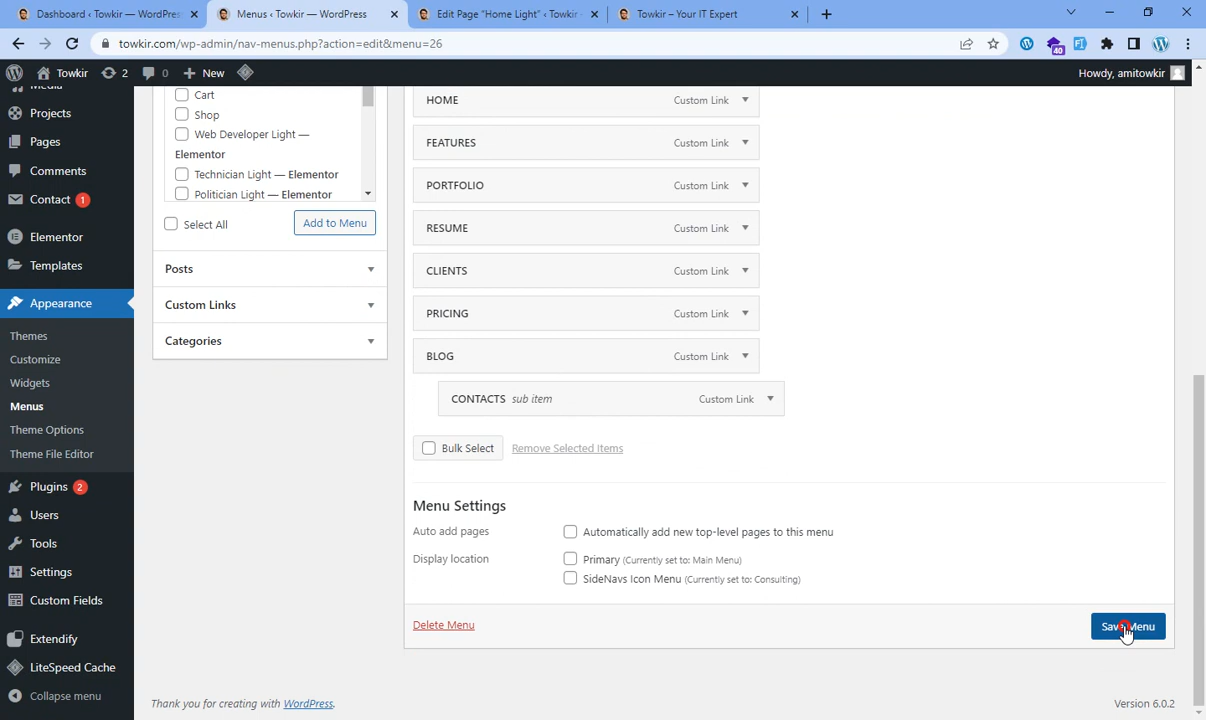 Dashboard ‹ Towkir — WordPres
Menus ‹ Towkir — WordPress
Edit Page "Home Light" ‹ Towkir
Towkir – Your IT Expert
towkir.com/wp-admin/nav-menus.php?action=edit&menu=26
40
Towkir 2 0 New Howdy, amitowkir
Media
Projects
Pages
Comments
Contact 1
Elementor
Templates
Appearance
Themes
Customize
Widgets
Menus
Theme Options
Theme File Editor
Plugins 2
Users
Tools
Settings
Custom Fields
Extendify
LiteSpeed Cache
Collapse menu
Cart
Shop
Web Developer Light —
Elementor
Technician Light — Elementor
Politician Light — Elementor
Select All Add to Menu
Posts
Custom Links
Categories
HOME Custom Link
FEATURES Custom Link
PORTFOLIO Custom Link
RESUME Custom Link
CLIENTS Custom Link
PRICING Custom Link
BLOG Custom Link
CONTACTS sub item Custom Link
Bulk Select Remove Selected Items
Menu Settings
Auto add pages Automatically add new top-level pages to this menu
Display location Primary (Currently set to: Main Menu)
SideNavs Icon Menu (Currently set to: Consulting)
Delete Menu Save Menu
Thank you for creating with WordPress. Version 6.0.2